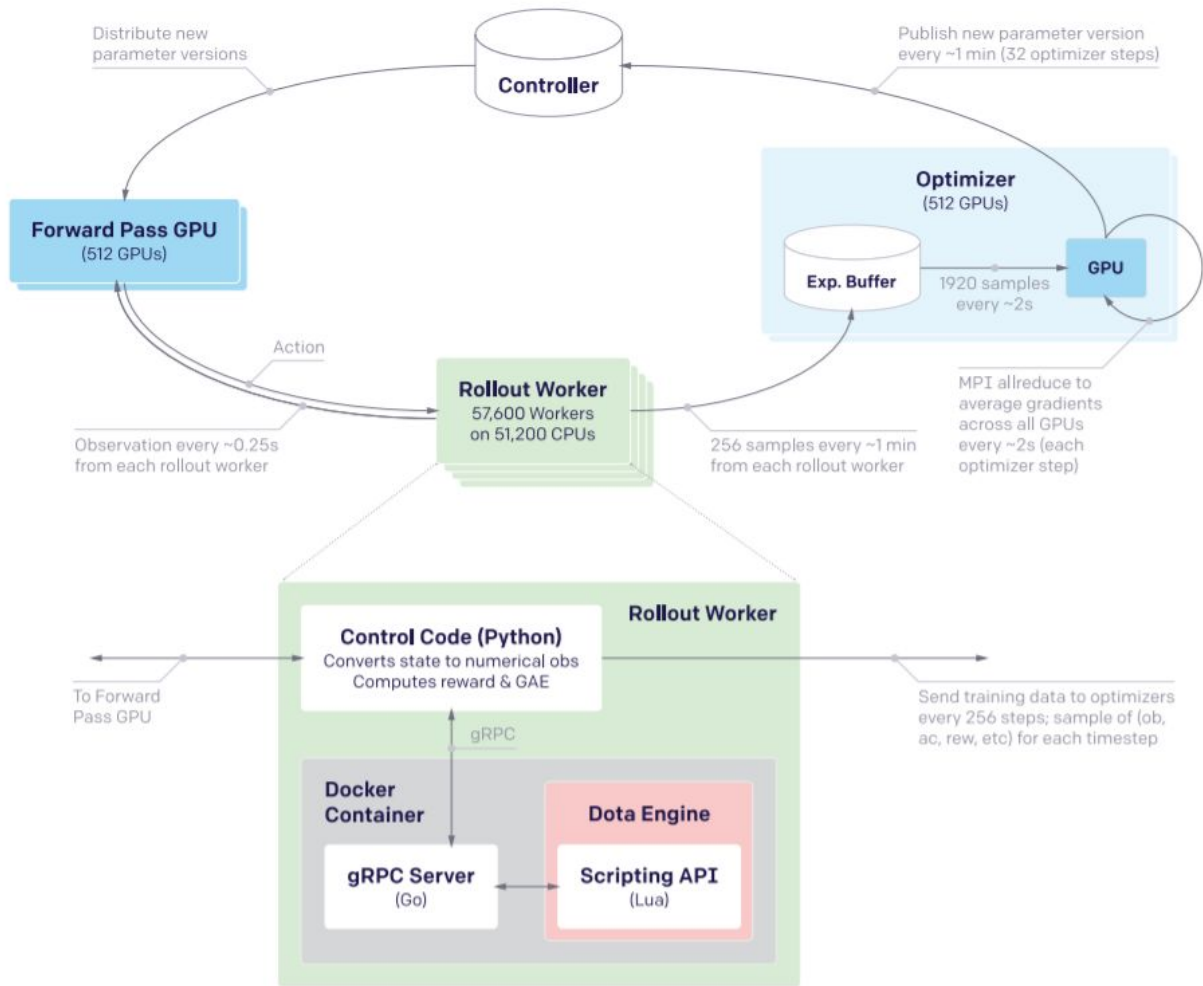 Distribute new
parameter versions
Controller
Publish new parameter version
every ~1 min (32 optimizer steps)
Forward Pass GPU
(512 GPUs)
Optimizer
(512 GPUs)
Exp. Buffer
1920 samples
every ~2s
GPU
Action
Observation every ~0.25s
from each rollout worker
Rollout Worker
57,600 Workers
on 51,200 CPUs
256 samples every ~1 min
from each rollout worker
MPI allreduce to
average gradients
across all GPUs
every ~2s (each
optimizer step)
Rollout Worker
Control Code (Python)
Converts state to numerical obs
Computes reward & GAE
To Forward
Pass GPU
Send training data to optimizers
every 256 steps; sample of (ob,
ac, rew, etc) for each timestep
gRPC
Docker
Container
Dota Engine
gRPC Server
(Go)
Scripting API
(Lua)